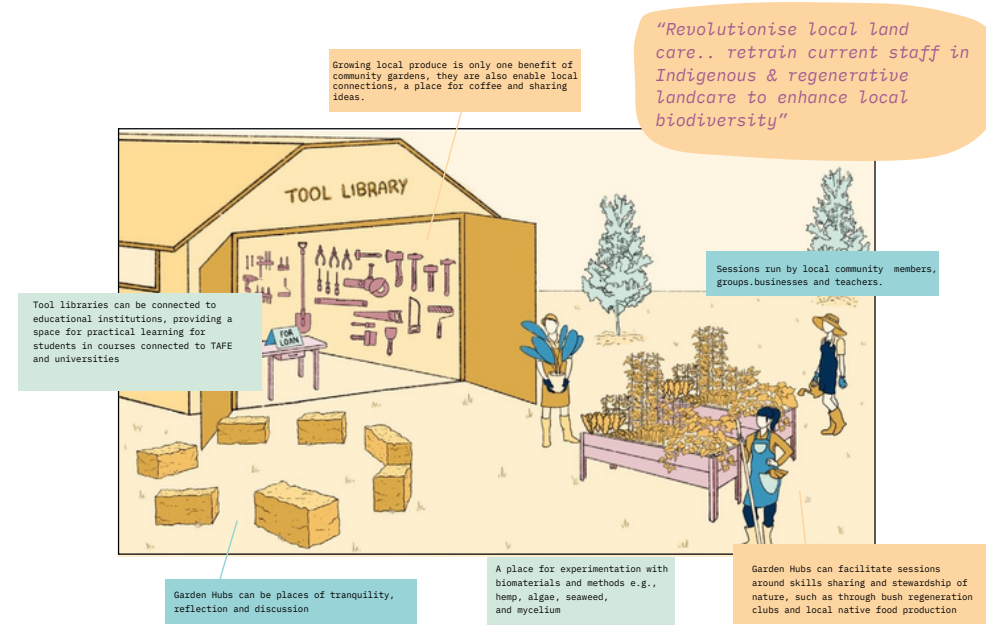 “Revolutionise local land
care.. retrain current staff in
Indigenous & regenerative
landcare to enhance local
biodiversity”
Growing local produce is only one benefit of
community gardens, they are also enable local
connections, a place for coffee and sharing
ideas.
TOOL LIBRARY
Sessions run by local community  members,
groups.businesses and teachers.
Tool libraries can be connected to
educational institutions, providing a
space for practical learning for
students in courses connected to TAFE
and universities
FOR
LOAN
A place for experimentation with
biomaterials and methods e.g.,
hemp, algae, seaweed,
and mycelium
Garden Hubs can facilitate sessions
around skills sharing and stewardship of
nature, such as through bush regeneration
clubs and local native food production
Garden Hubs can be places of tranquility,
reflection and discussion